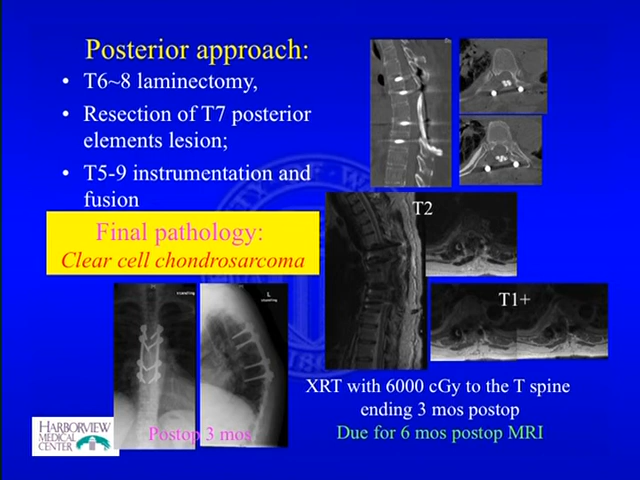 Posterior approach:
• T6~8 laminectomy,
• Resection of T7 posterior
elements lesion;
• T5-9 instrumentation and
fusion
Final pathology:
Clear cell chondrosarcoma
T2
T1+
L
XRT with 6000 cGy to the T spine
ending 3 mos postop
Due for 6 mos postop MRI
Postop 3 mos
HARBORVIEW
MEDICAL
CENTER